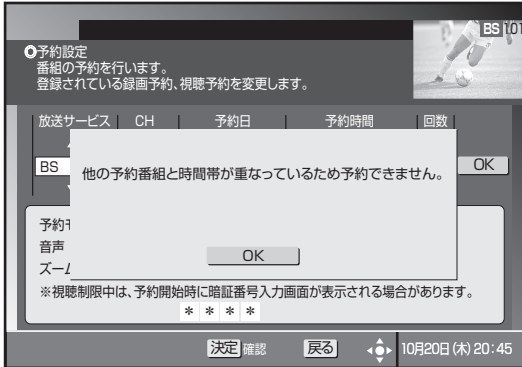 BS 101
予約設定
番組の予約を行います。
登録されている録画予約、視聴予約を変更します。
放送サービス CH 予約日 予約時間 回数
BS OK
他の予約番組と時間帯が重なっているため予約できません。
予約モ
音声
ズーム
OK
※視聴制限中は、予約開始時に暗証番号入力画面が表示される場合があります。
* * * *
決定 確認 戻る 10月20日(木)20:45